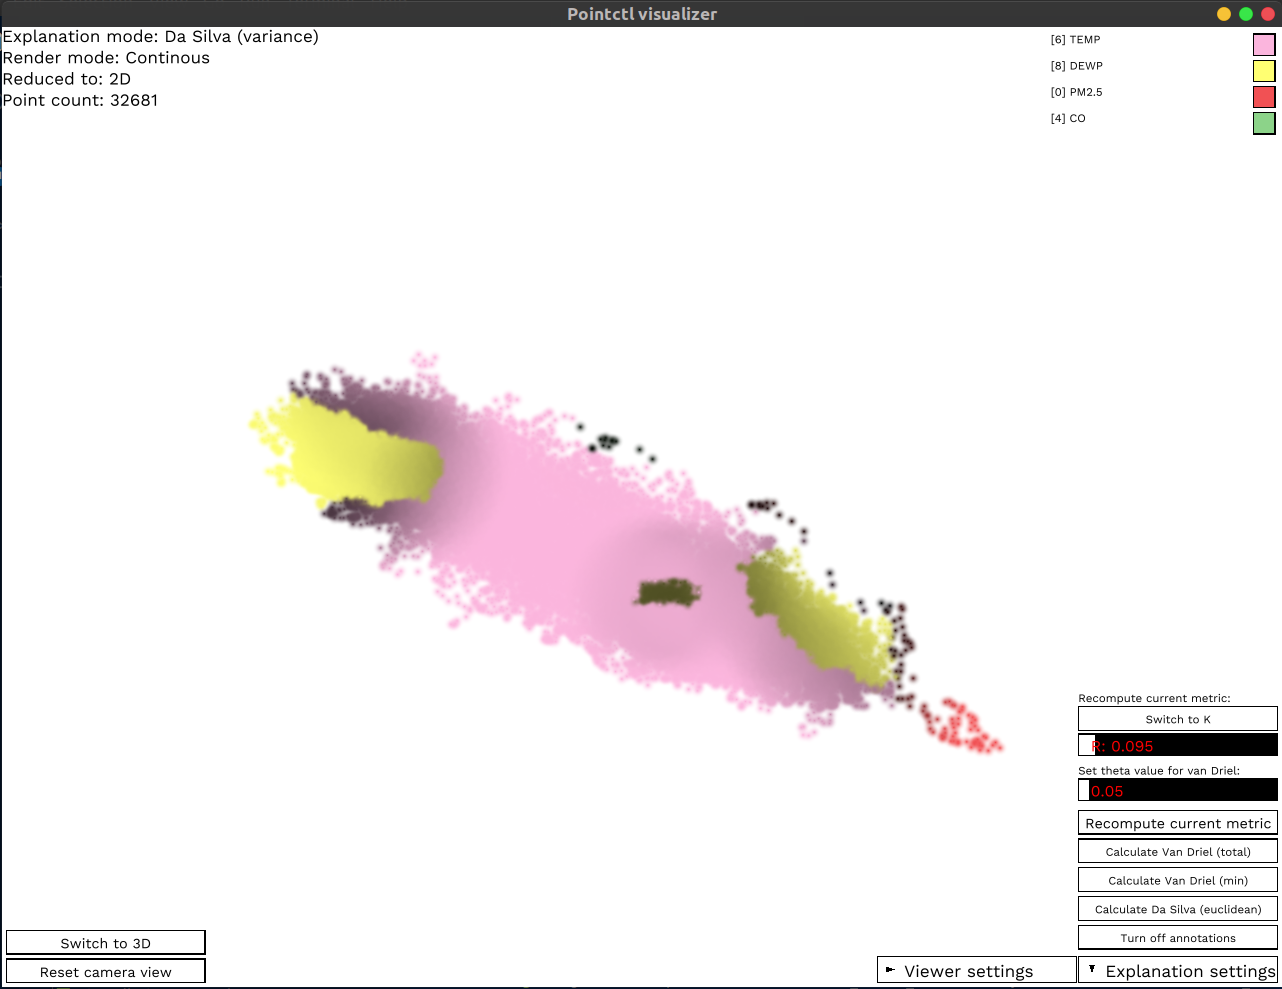 Pointctl visualizer
Explanation mode: Da Silva (variance)
Render mode: Continous
Reduced to: 2D
Point count: 32681
[6] TEMP
[8] DEWP
[0] PM2.5
[4] CO
Recompute current metric:
Switch to K
R: 0.095
Set theta value for van Driel:
0.05
Recompute current metric
Calculate Van Driel (total)
Calculate Van Driel (min)
Calculate Da Silva (euclidean)
Turn off annotations
Switch to 3D
Reset camera view
Viewer settings
Explanation settings